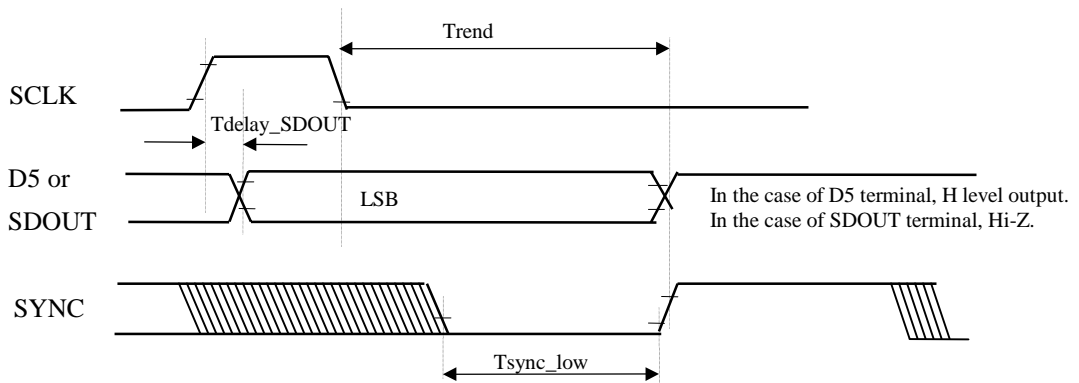 Trend
SCLK
Tdelay_SDOUT
D5 or
SDOUT
LSB
In the case of D5 terminal, H level output.
In the case of SDOUT terminal, Hi-Z.
SYNC
Tsync_low